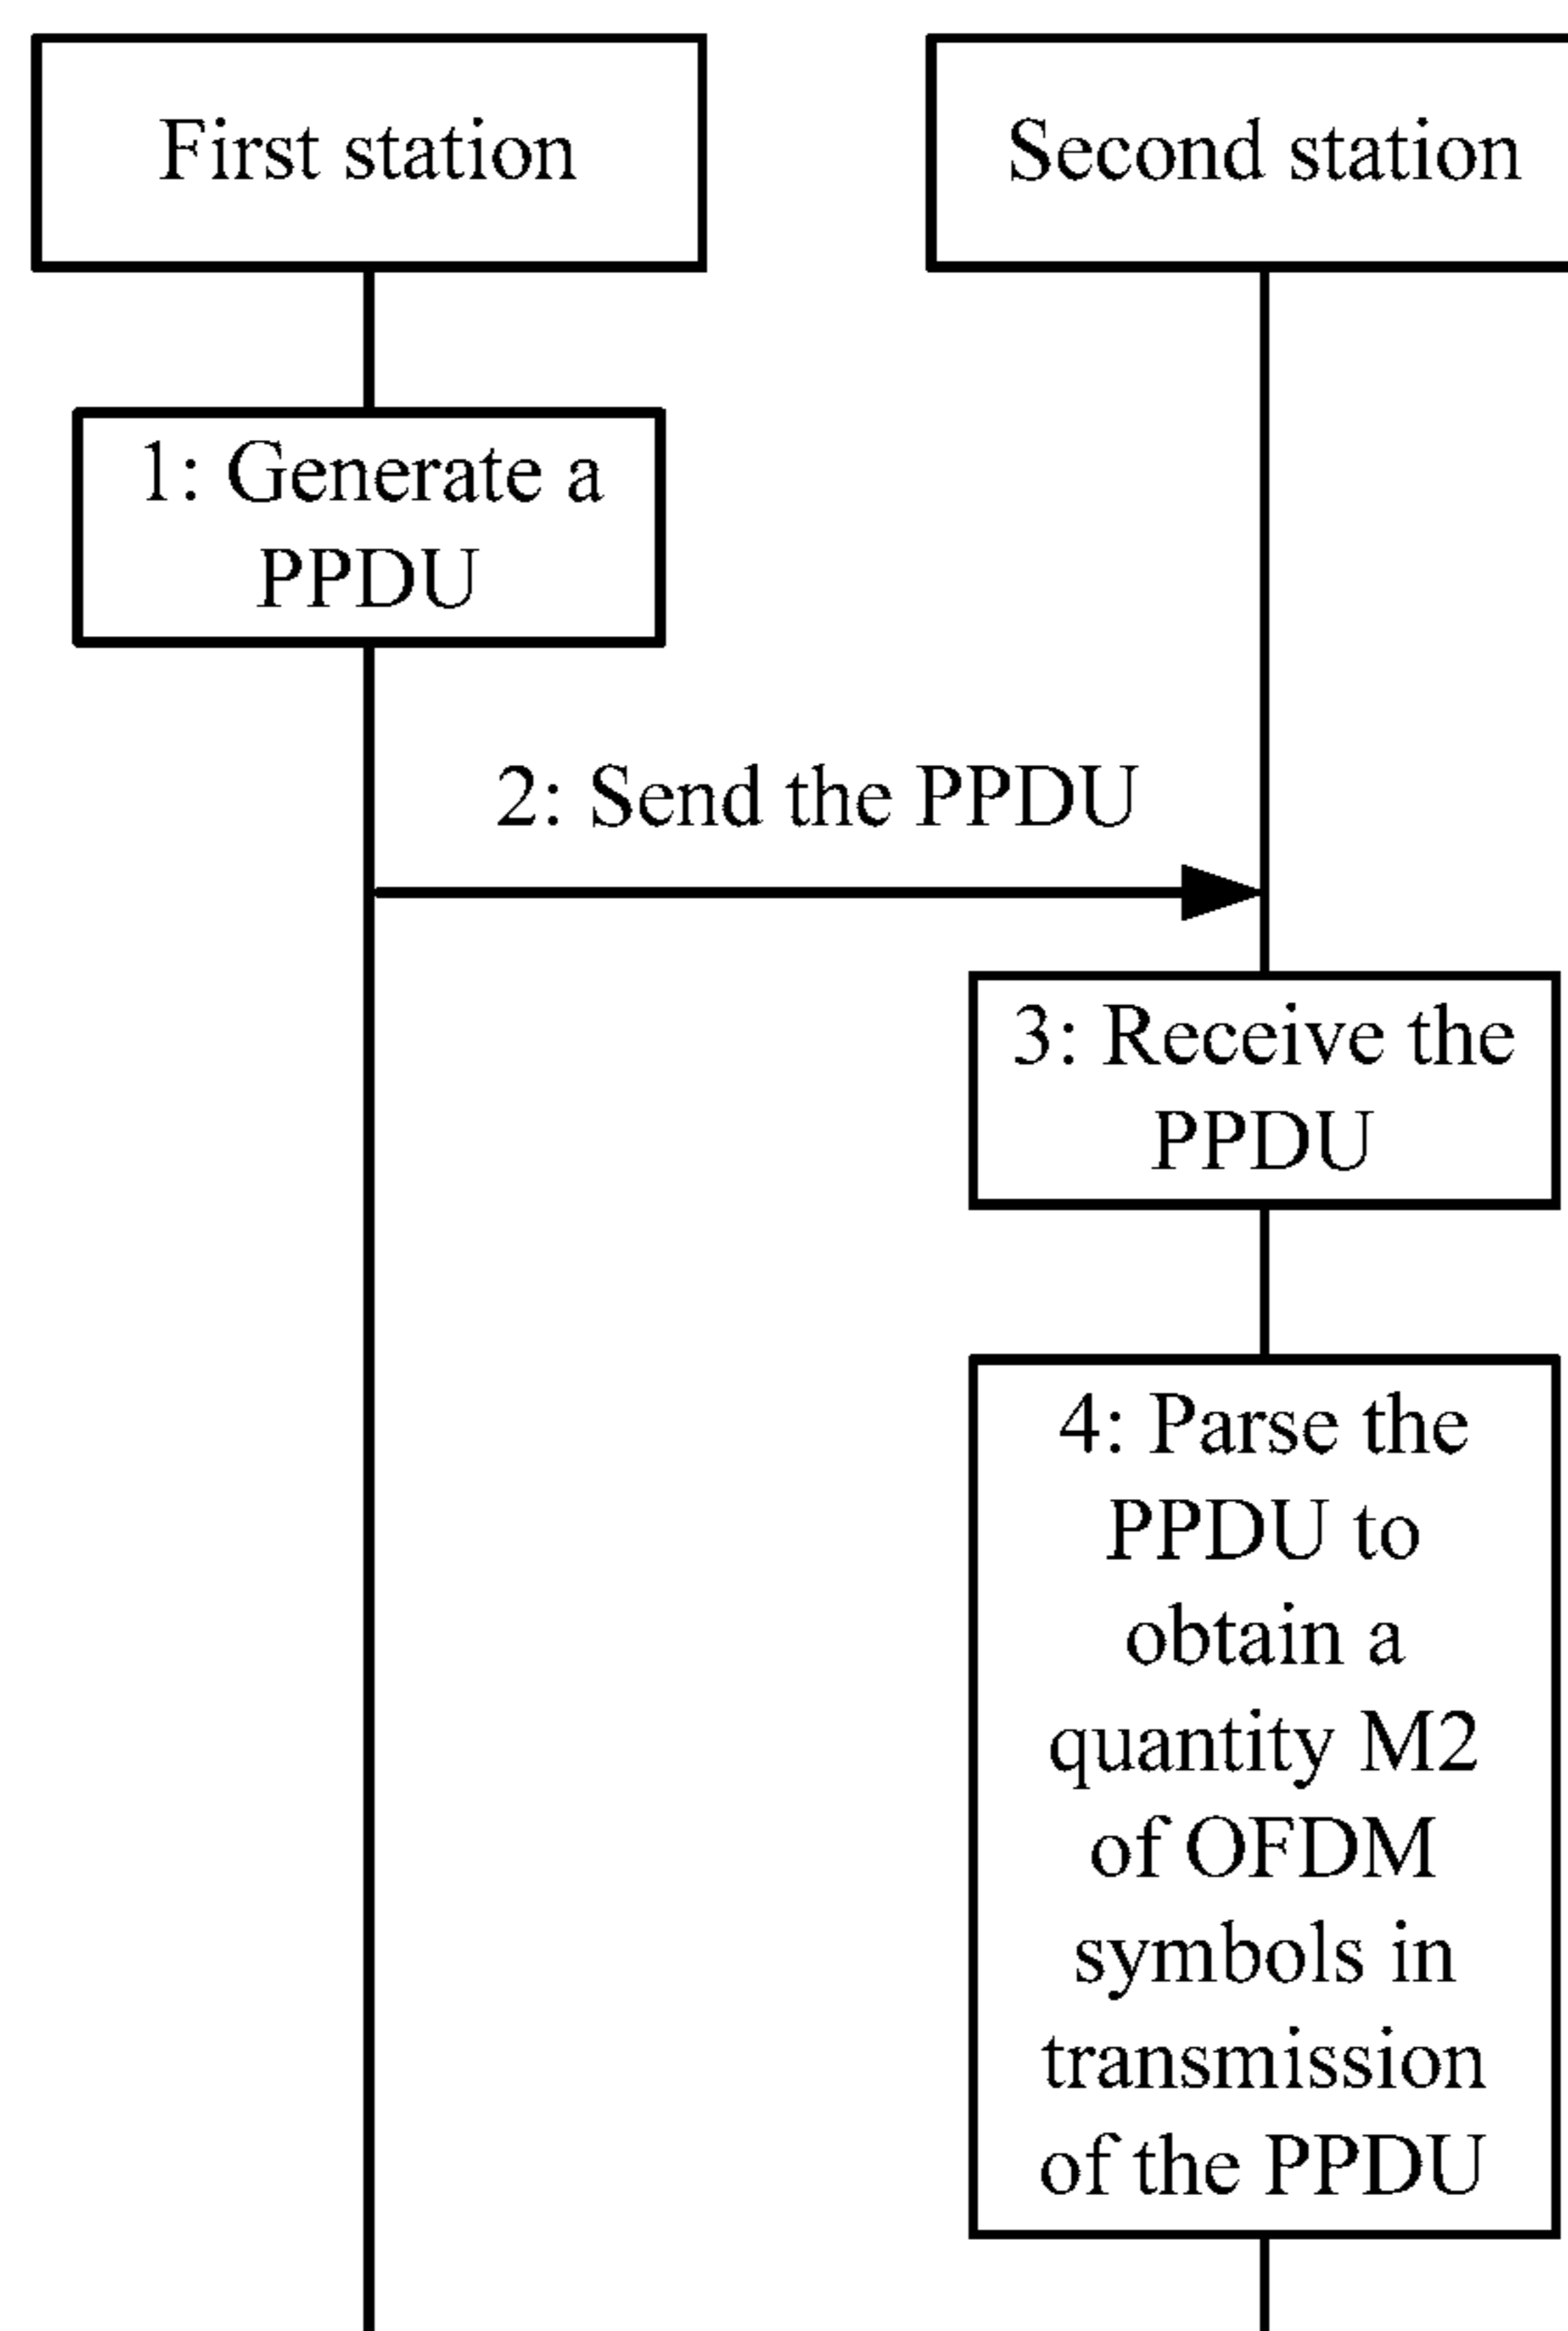 First station
Second station
1: Generate a
PPDU
2: Send the PPDU
3: Receive the
PPDU
4: Parse the
PPDU to
obtain a
quantity M2
of OFDM
symbols in
transmission
of the PPDU